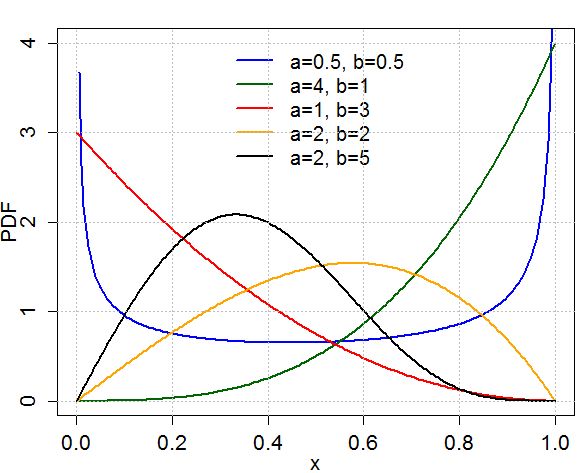 a=0.5, b=0.5
a=4, b=1
a=1, b=3
a=2, b=2
a=2, b=5
PDF
4
3
2
1
0
0.0 0.2 0.4 0.6 0.8 1.0
x